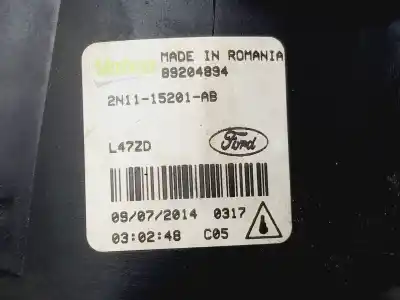 MADE IN ROMANIA
89204894
2N11-15201-AB
L47ZD
Ford
09/07/2014 0317
03:02:48 C05